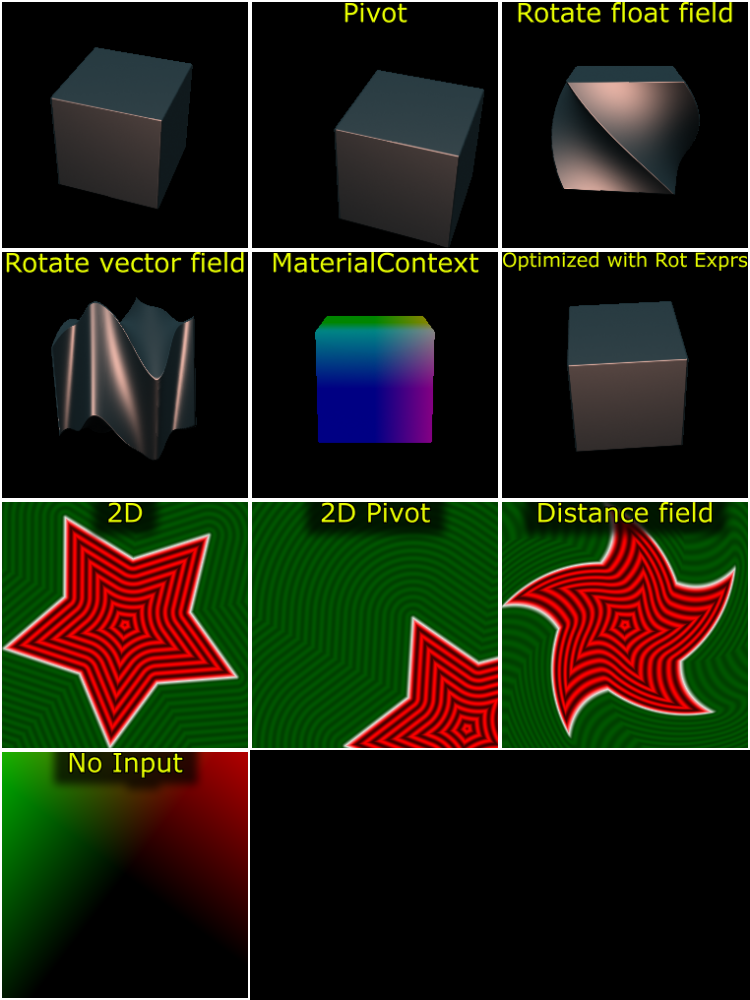 Pivot
Rotate float field
Rotate vector field
MaterialContext
Optimized with Rot Exprs
2D
2D Pivot
Distance field
No Input